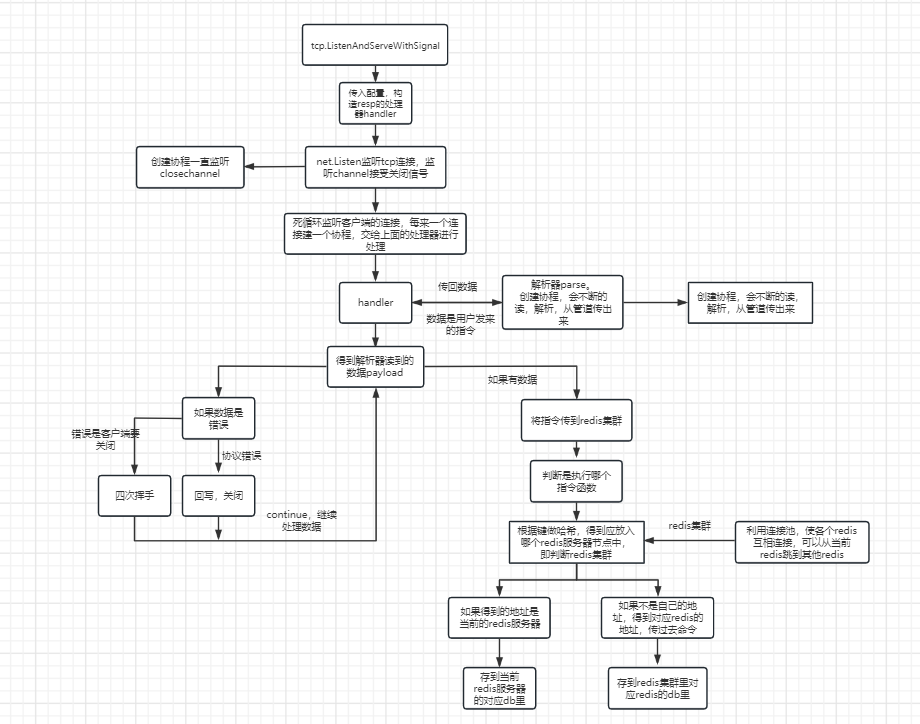 tcp.ListenAndServeWithSignal
传入配置，构
造resp的处理
器handler
创建协程一直监听
closechannel
net.Listen监听tcp连接，监
听channel接受关闭信号
死循环监听客户端的连接，每来一个连
接建一个协程，交给上面的处理器进行
处理
handler
传回数据
数据是用户发来
的指令
解析器parse。
创建协程，会不断的
读，解析，从管道传出
来
创建协程，会不断的读，
解析，从管道传出来
得到解析器读到的
数据payload
如果有数据
如果数据是
错误
将指令传到redis集群
错误是客户端要
关闭
协议错误
判断是执行哪个
指令函数
四次挥手
回写，关闭
continue，继续
处理数据
根据键做哈希，得到应放入
哪个redis服务器节点中，
即判断redis集群
redis集群
利用连接池，使各个redis
互相连接，可以从当前
redis跳到其他redis
如果得到的地址是
当前的redis服务器
如果不是自己的地
址，得到对应redis的
地址，传过去命令
存到当前
redis服务器
的对应db里
存到redis集群里对
应redis的db里